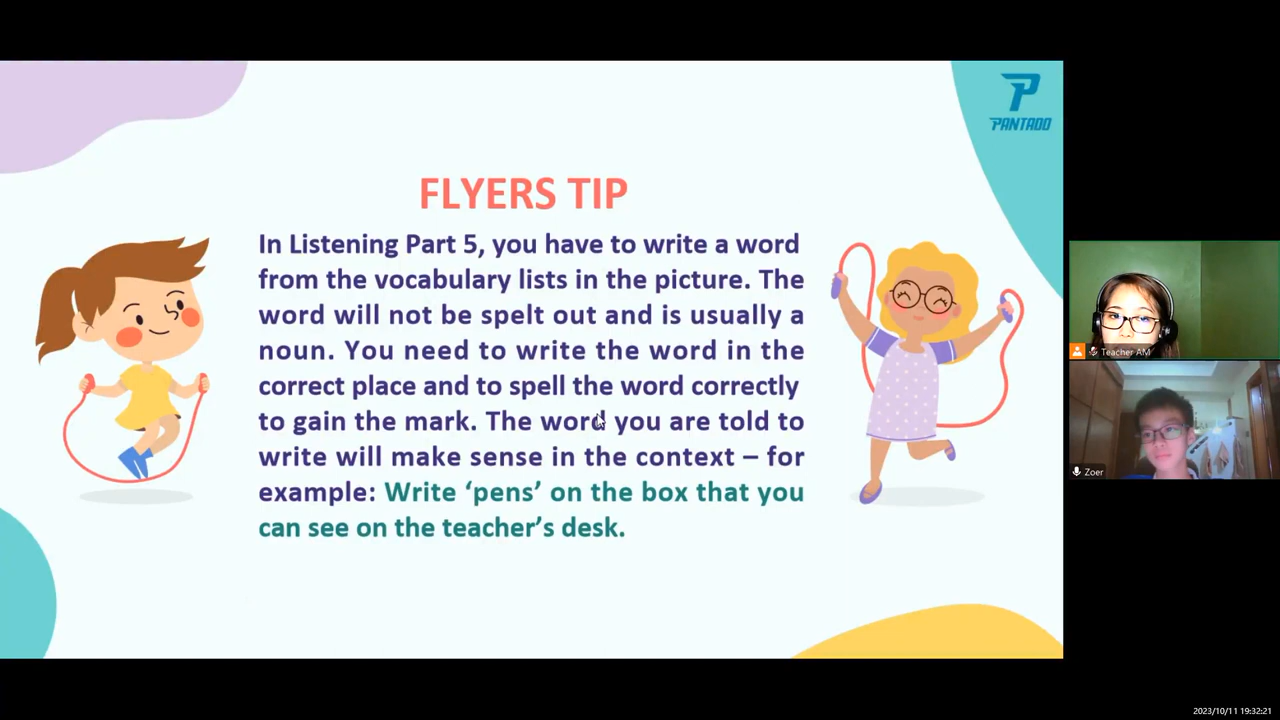 PANTADO
FLYERS TIP
In Listening Part 5, you have to write a word
from the vocabulary lists in the picture. The
word will not be spelt out and is usually a
noun. You need to write the word in the
correct place and to spell the word correctly
to gain the mark. The word you are told to
write will make sense in the context – for
example: Write ‘pens’ on the box that you
can see on the teacher’s desk.
Teacher AM
Zoer
2023/10/11 19:32:21